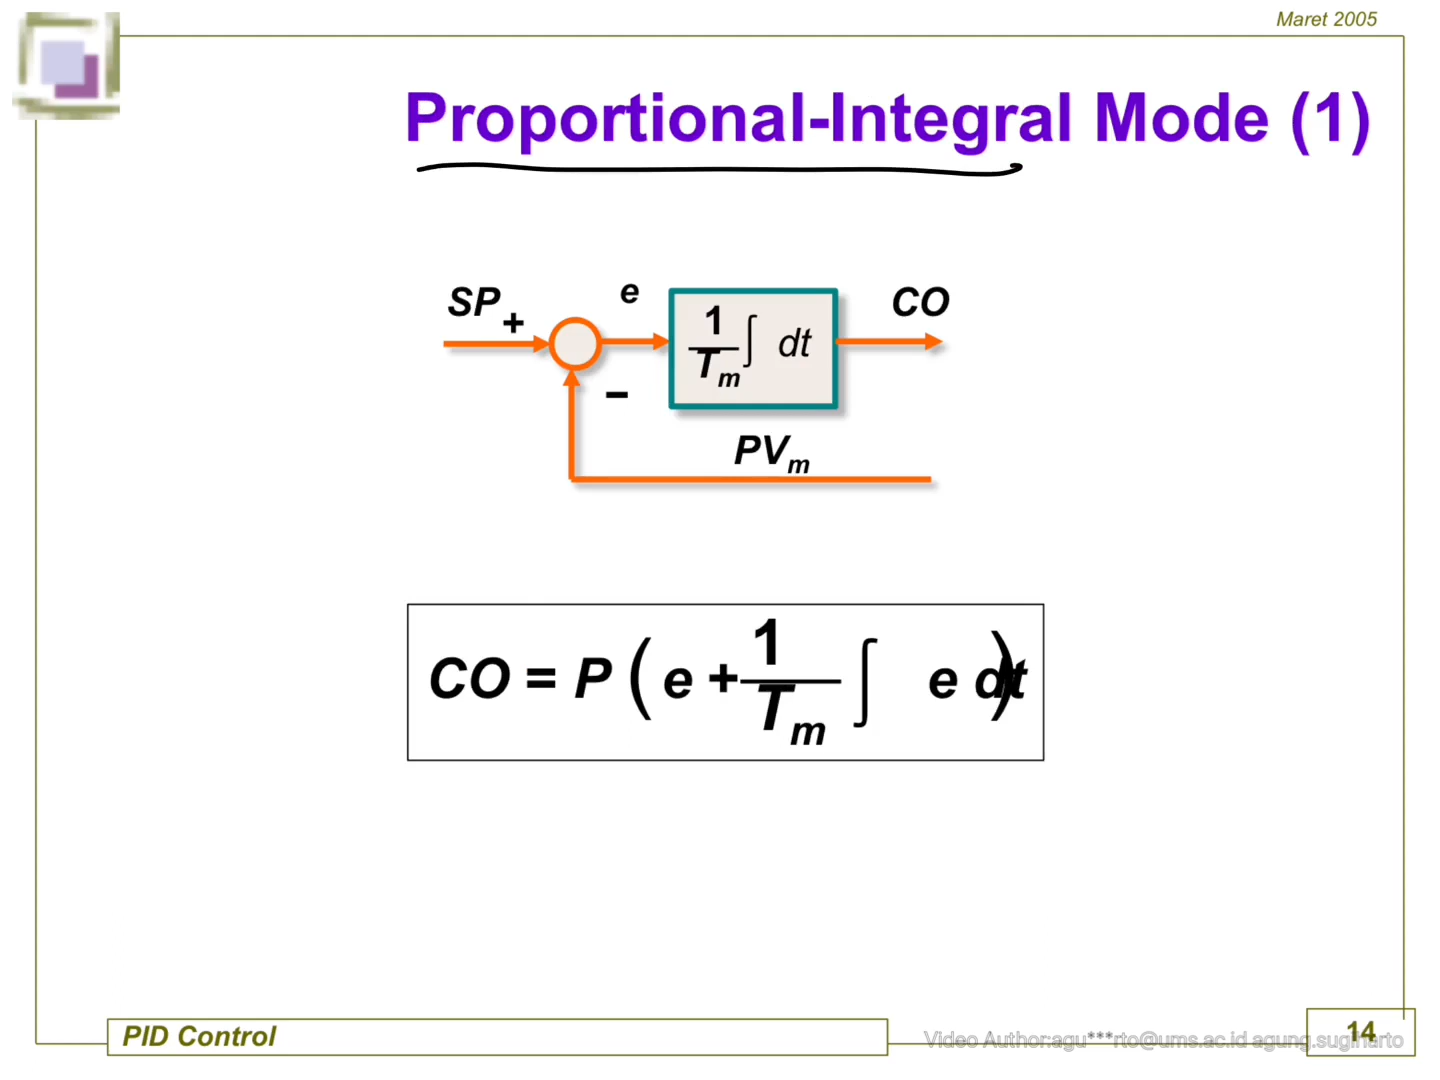 Maret 2005
Proportional-Integral Mode (1)
SP + e 1/Tm ∫ dt CO
−
PVm
CO = P ( e + 1/Tm ∫ e dt )
PID Control
14
Video Author:agu***rto@ums.ac.id agung.sugiharto